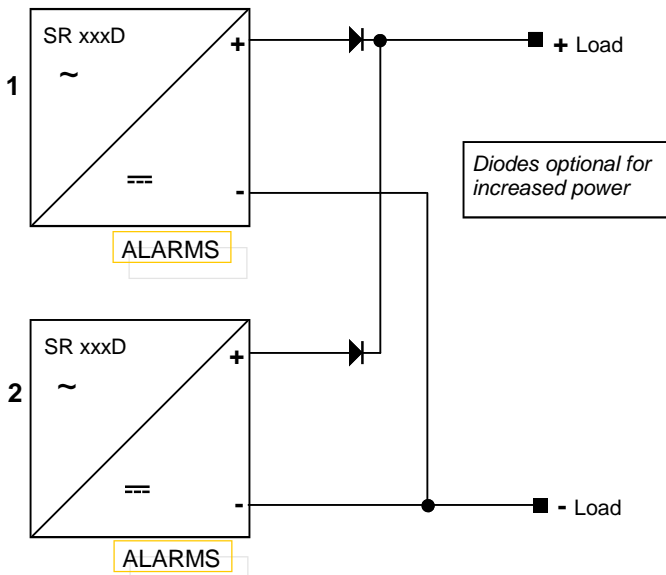 SR xxxD
~
+
1
-
ALARMS
+ Load
Diodes optional for
increased power
SR xxxD
~
+
2
-
ALARMS
- Load